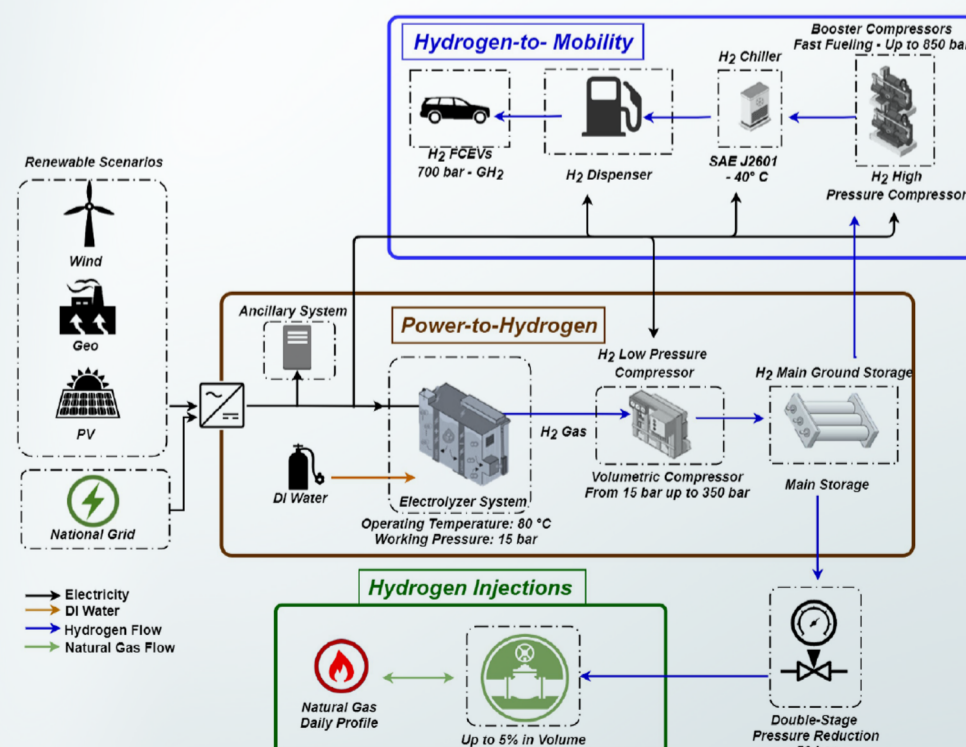 Hydrogen-to- Mobility
Booster Compressors
Fast Fueling - Up to 850 bar
H2 Chiller
H2 FCEVs
700 bar - GH2
H2 Dispenser
SAE J2601
- 40° C
H2 High
Pressure Compressor
Renewable Scenarios
Wind
Geo
PV
National Grid
Ancillary System
Power-to-Hydrogen
H2 Low Pressure
Compressor
H2 Main Ground Storage
H2 Gas
DI Water
Electrolyzer System
Operating Temperature: 80 °C
Working Pressure: 15 bar
Volumetric Compressor
From 15 bar up to 350 bar
Main Storage
Electricity
DI Water
Hydrogen Flow
Natural Gas Flow
Hydrogen Injections
Natural Gas
Daily Profile
Up to 5% in Volume
Double-Stage
Pressure Reduction